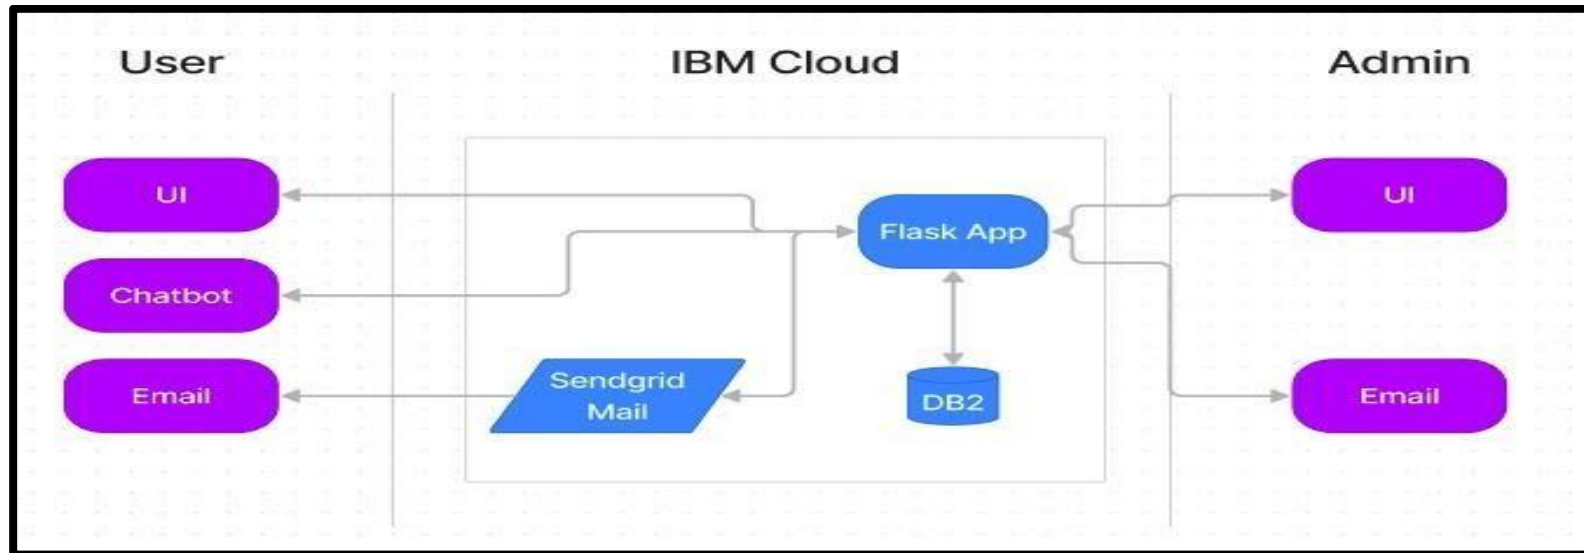 User
IBM Cloud
Admin
UI
Chatbot
Email
Flask App
Sendgrid
Mail
DB2
UI
Email